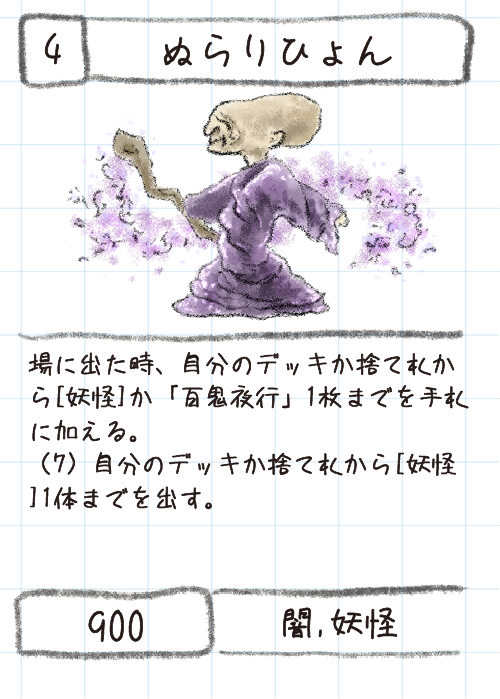 4
ぬらりひょん
場に出た時、自分のデッキか捨て札か
ら[妖怪]か「百鬼夜行」1枚までを手札
に加える。
(7)自分のデッキか捨て札から[妖怪
]1体までを出す。
900
闇,妖怪